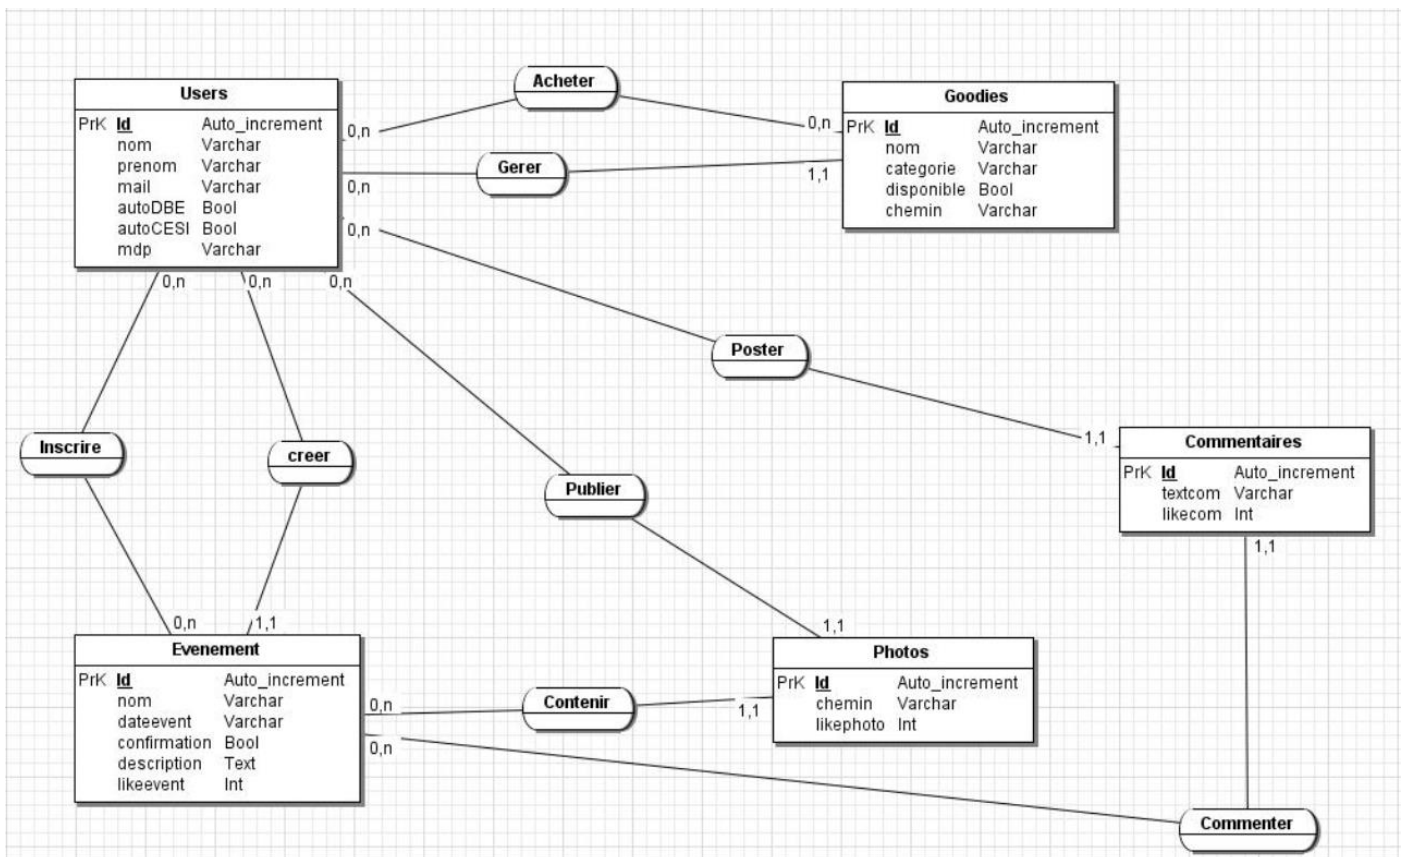 Users
PrK Id Auto_increment
nom Varchar
prenom Varchar
mail Varchar
autoDBE Bool
autoCESI Bool
mdp Varchar
Acheter
0,n
0,n
Gerer
0,n
1,1
Goodies
PrK Id Auto_increment
nom Varchar
categorie Varchar
disponible Bool
chemin Varchar
0,n
Poster
1,1
0,n
0,n
0,n
Inscrire
creer
Publier
Commentaires
PrK Id Auto_increment
textcom Varchar
likecom Int
1,1
0,n
1,1
1,1
Evenement
PrK Id Auto_increment
nom Varchar
dateevent Varchar
confirmation Bool
description Text
likeevent Int
0,n
Contenir
1,1
0,n
Photos
PrK Id Auto_increment
chemin Varchar
likephoto Int
Commenter